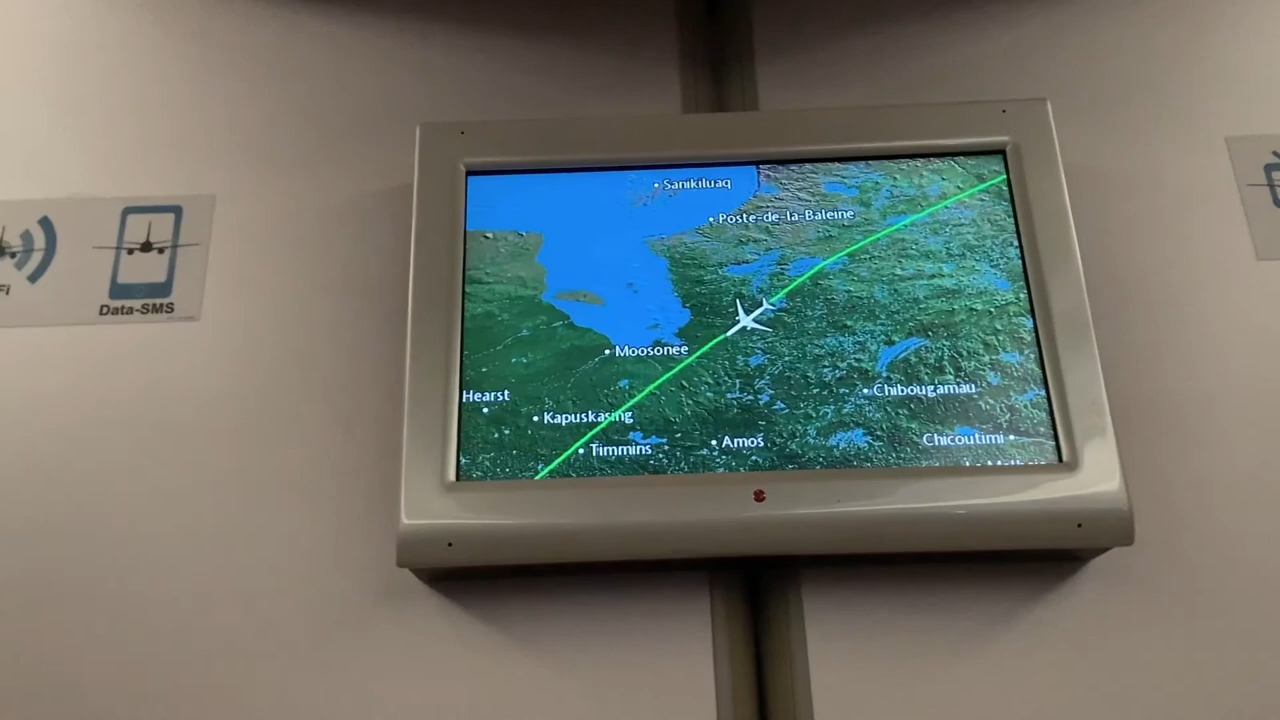 Sanikiluaq
Poste-de-la-Baleine
Moosonee
Hearst
Kapuskasing
Chibougamau
Timmins
Amos
Chicoutimi
Fi
Data-SMS